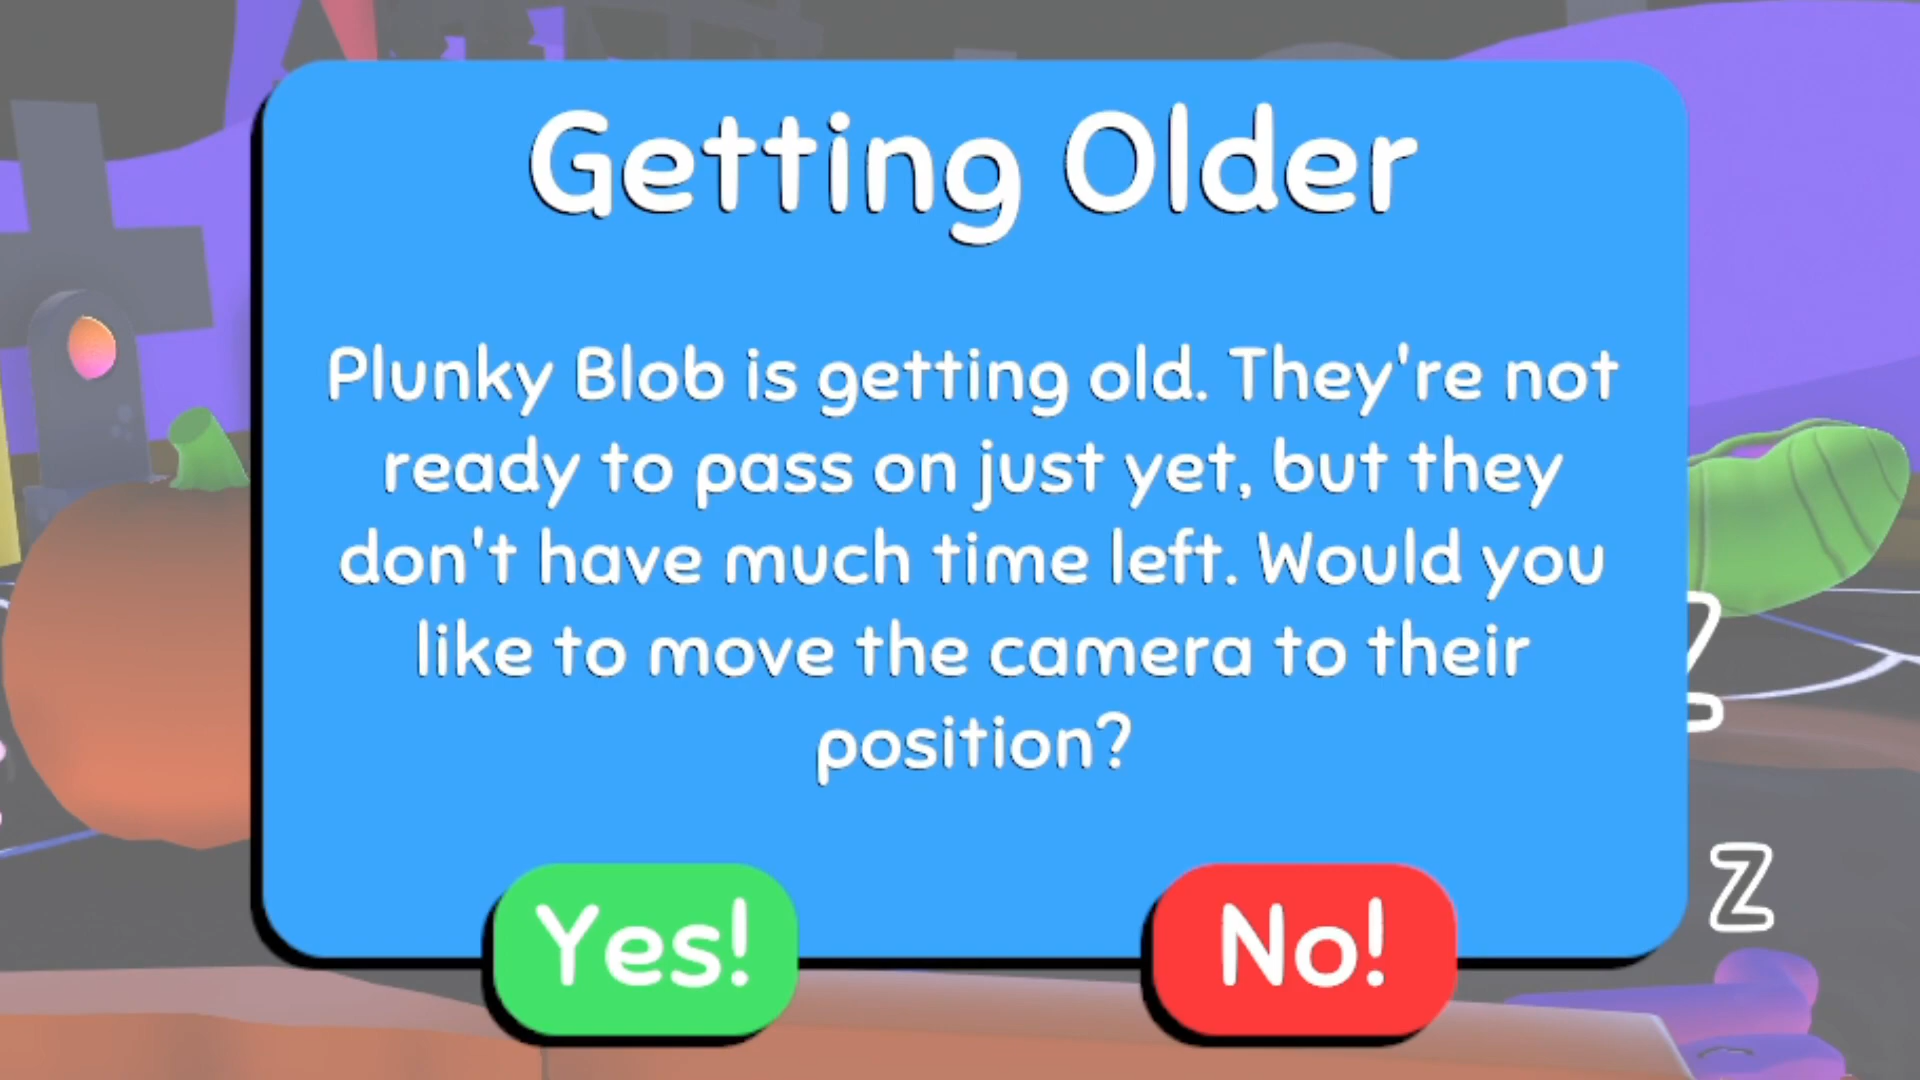 Getting Older
Plunky Blob is getting old. They're not
ready to pass on just yet, but they
don't have much time left. Would you
like to move the camera to their
position?
Z
Z
Yes!
No!